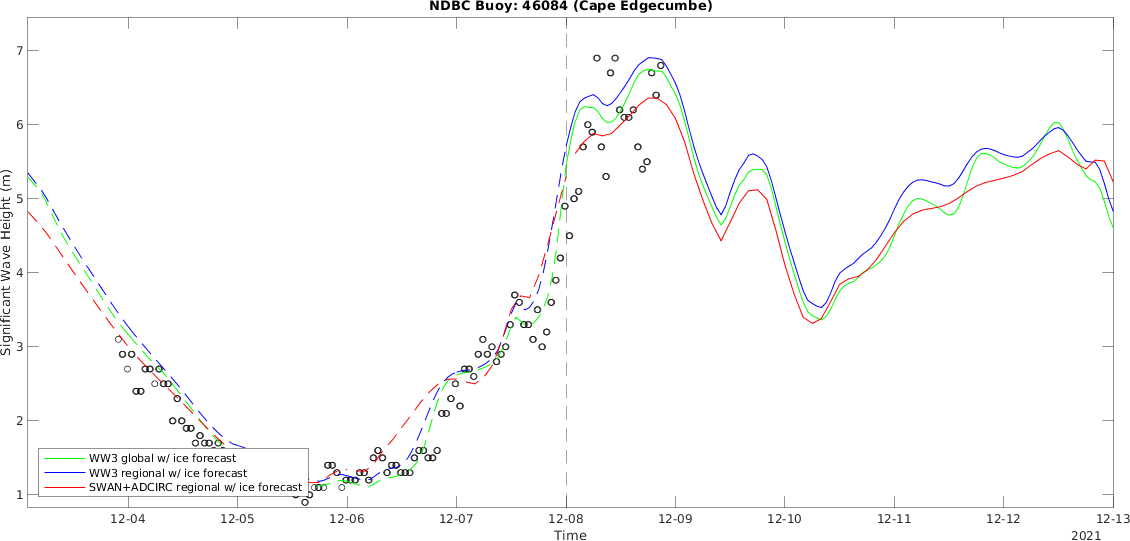 NDBC Buoy: 46084 (Cape Edgecumbe)
7
6
5
4
3
2
1
Significant Wave Height (m)
WW3 global w/ ice forecast
WW3 regional w/ ice forecast
SWAN+ADCIRC regional w/ ice forecast
12-04 12-05 12-06 12-07 12-08 12-09 12-10 12-11 12-12 12-13
Time
2021